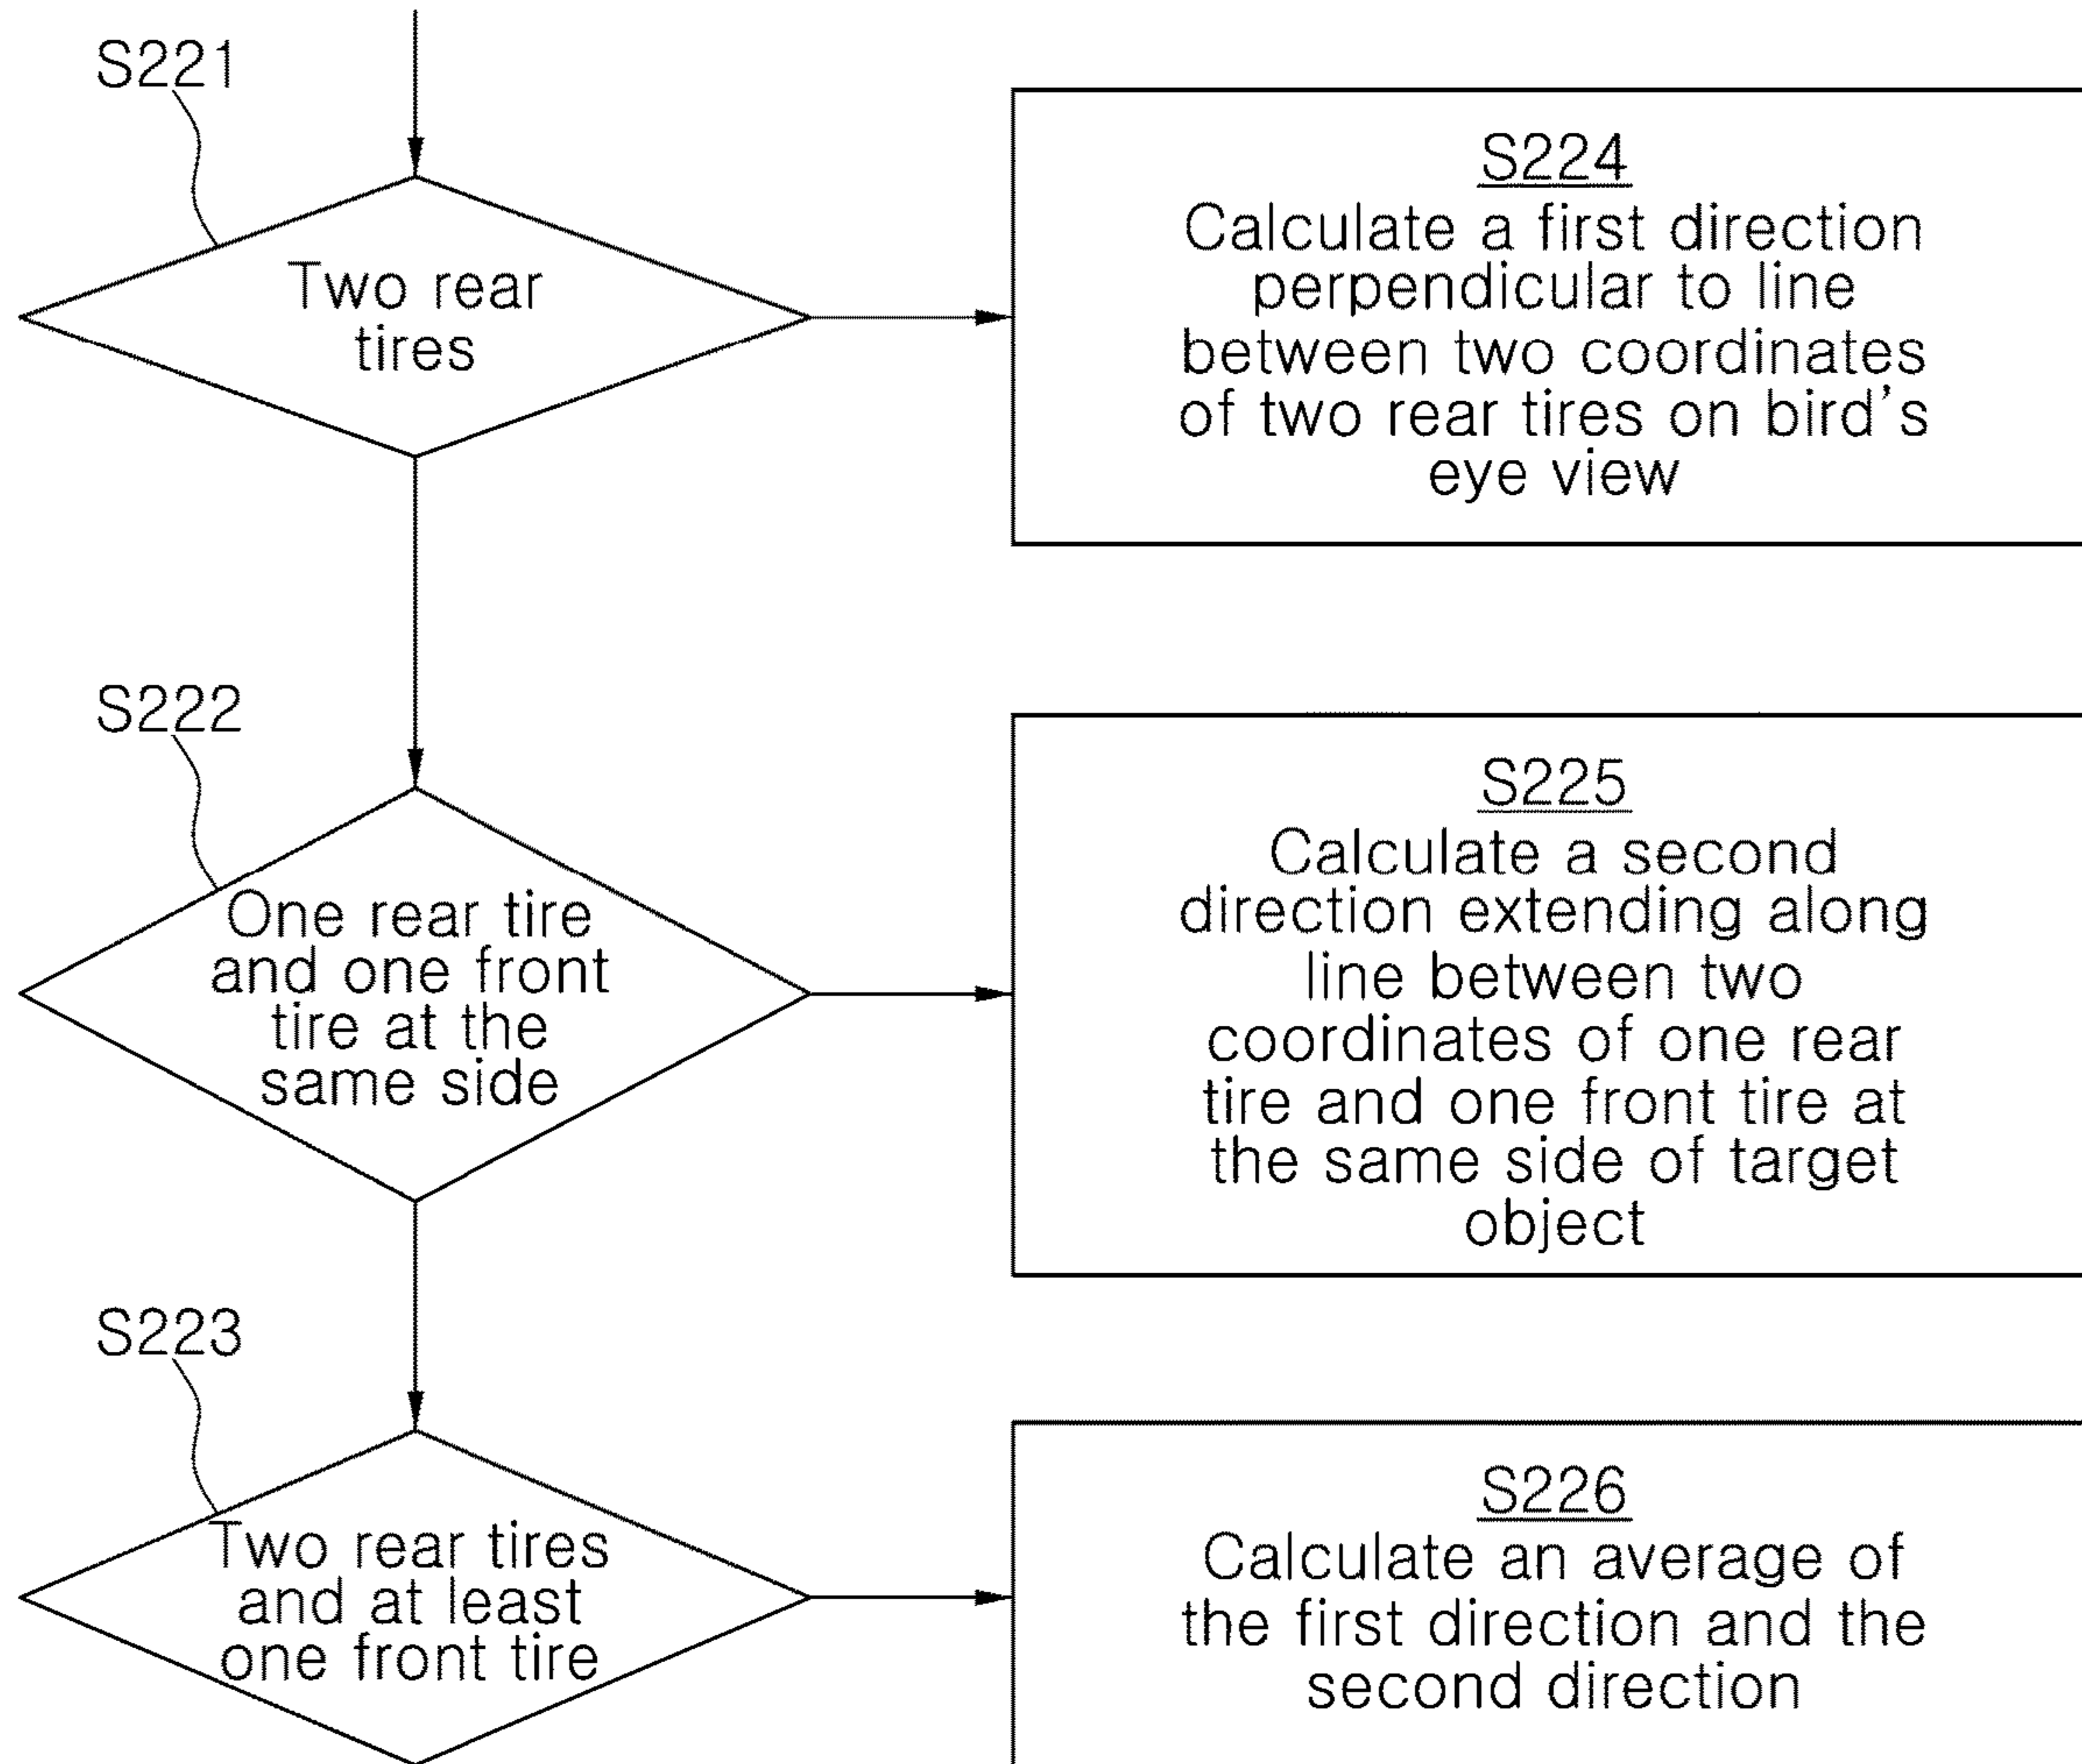 S221
Two rear
tires
S224
Calculate a first direction
perpendicular to line
between two coordinates
of two rear tires on bird's
eye view
S222
One rear tire
and one front
tire at the
same side
S225
Calculate a second
direction extending along
line between two
coordinates of one rear
tire and one front tire at
the same side of target
object
S223
Two rear tires
and at least
one front tire
S226
Calculate an average of
the first direction and the
second direction